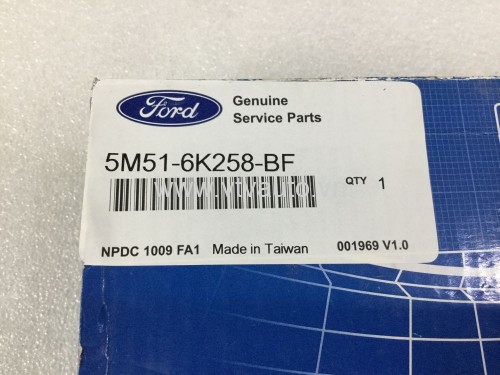 Ford
Genuine
Service Parts
5M51-6K258-BF
QTY 1
NPDC 1009 FA1 Made in Taiwan 001969 V1.0